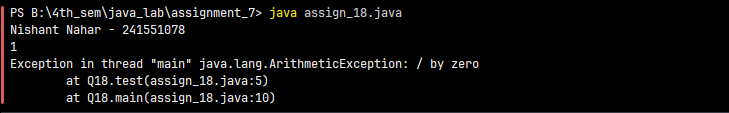 PS B:\4th_sem\java_lab\assignment_7> java assign_18.java
Nishant Nahar - 241551078
1
Exception in thread "main" java.lang.ArithmeticException: / by zero
        at Q18.test(assign_18.java:5)
        at Q18.main(assign_18.java:10)